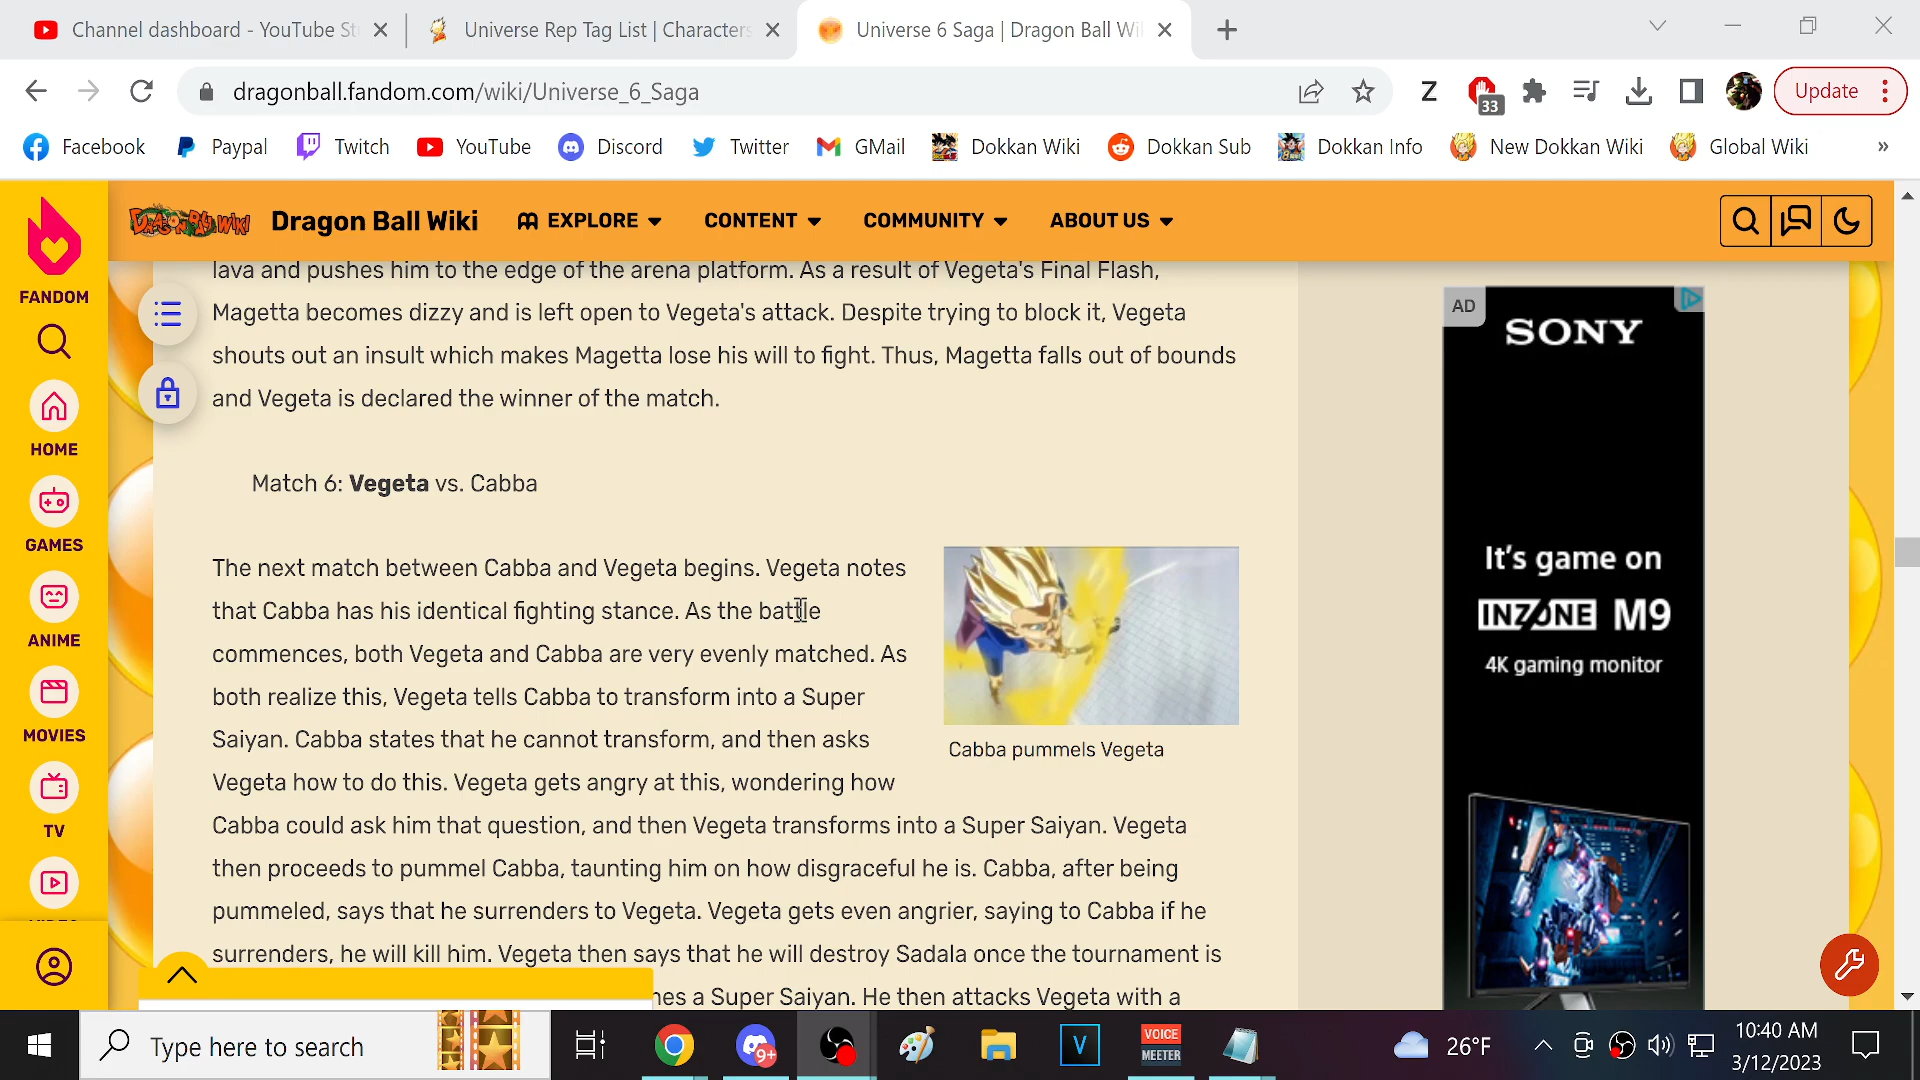 Channel dashboard - YouTube St
Universe Rep Tag List | Characters
Universe 6 Saga | Dragon Ball Wi
dragonball.fandom.com/wiki/Universe_6_Saga
Z
33
Update
Facebook
Paypal
Twitch
YouTube
Discord
Twitter
GMail
Dokkan Wiki
Dokkan Sub
Dokkan Info
New Dokkan Wiki
Global Wiki
»
FANDOM
HOME
GAMES
ANIME
MOVIES
TV
DRAGON BALL WIKI
Dragon Ball Wiki
EXPLORE
CONTENT
COMMUNITY
ABOUT US
lava and pushes him to the edge of the arena platform. As a result of Vegeta's Final Flash,
Magetta becomes dizzy and is left open to Vegeta's attack. Despite trying to block it, Vegeta
shouts out an insult which makes Magetta lose his will to fight. Thus, Magetta falls out of bounds
and Vegeta is declared the winner of the match.
Match 6: Vegeta vs. Cabba
The next match between Cabba and Vegeta begins. Vegeta notes
that Cabba has his identical fighting stance. As the battle
commences, both Vegeta and Cabba are very evenly matched. As
both realize this, Vegeta tells Cabba to transform into a Super
Saiyan. Cabba states that he cannot transform, and then asks
Vegeta how to do this. Vegeta gets angry at this, wondering how
Cabba could ask him that question, and then Vegeta transforms into a Super Saiyan. Vegeta
then proceeds to pummel Cabba, taunting him on how disgraceful he is. Cabba, after being
pummeled, says that he surrenders to Vegeta. Vegeta gets even angrier, saying to Cabba if he
surrenders, he will kill him. Vegeta then says that he will destroy Sadala once the tournament is
nes a Super Saiyan. He then attacks Vegeta with a
Cabba pummels Vegeta
AD
SONY
It's game on
INZONE M9
4K gaming monitor
Type here to search
9+
V
VOICE
MEETER
26°F
10:40 AM
3/12/2023